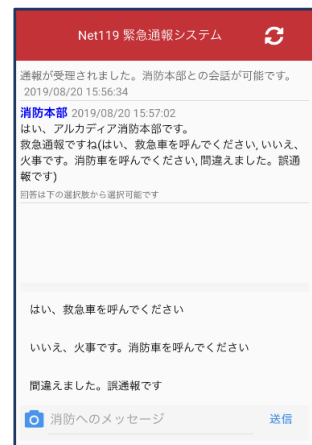 Net119 緊急通報システム
通報が受理されました。消防本部との会話が可能です。
2019/08/20 15:56:34
消防本部 2019/08/20 15:57:02
はい、アルカディア消防本部です。
救急通報ですね(はい、救急車を呼んでください, いいえ、
火事です。消防車を呼んでください, 間違えました。誤通
報です)
回答は下の選択肢から選択可能です
はい、救急車を呼んでください
いいえ、火事です。消防車を呼んでください
間違えました。誤通報です
消防へのメッセージ 送信